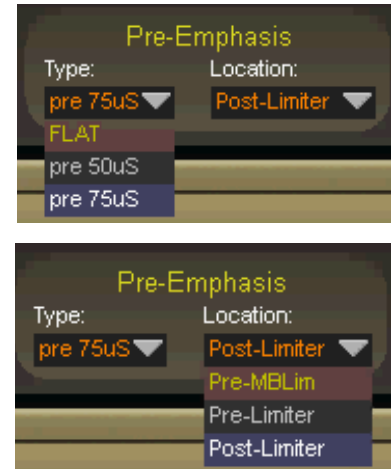 Pre-Emphasis
Type: Location:
pre 75uS Post-Limiter
FLAT
pre 50uS
pre 75uS
Pre-Emphasis
Type: Location:
pre 75uS Post-Limiter
Pre-MBLim
Pre-Limiter
Post-Limiter